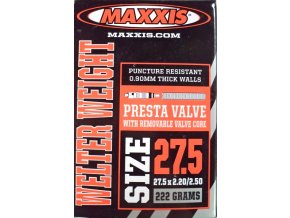 MAXXIS®
MAXXIS.COM
WELTER WEIGHT
PUNCTURE RESISTANT
0.90MM THICK WALLS
PRESTA VALVE
WITH REMOVABLE VALVE CORE
SIZE
27.5
27.5 x 2.20/2.50
222 GRAMS